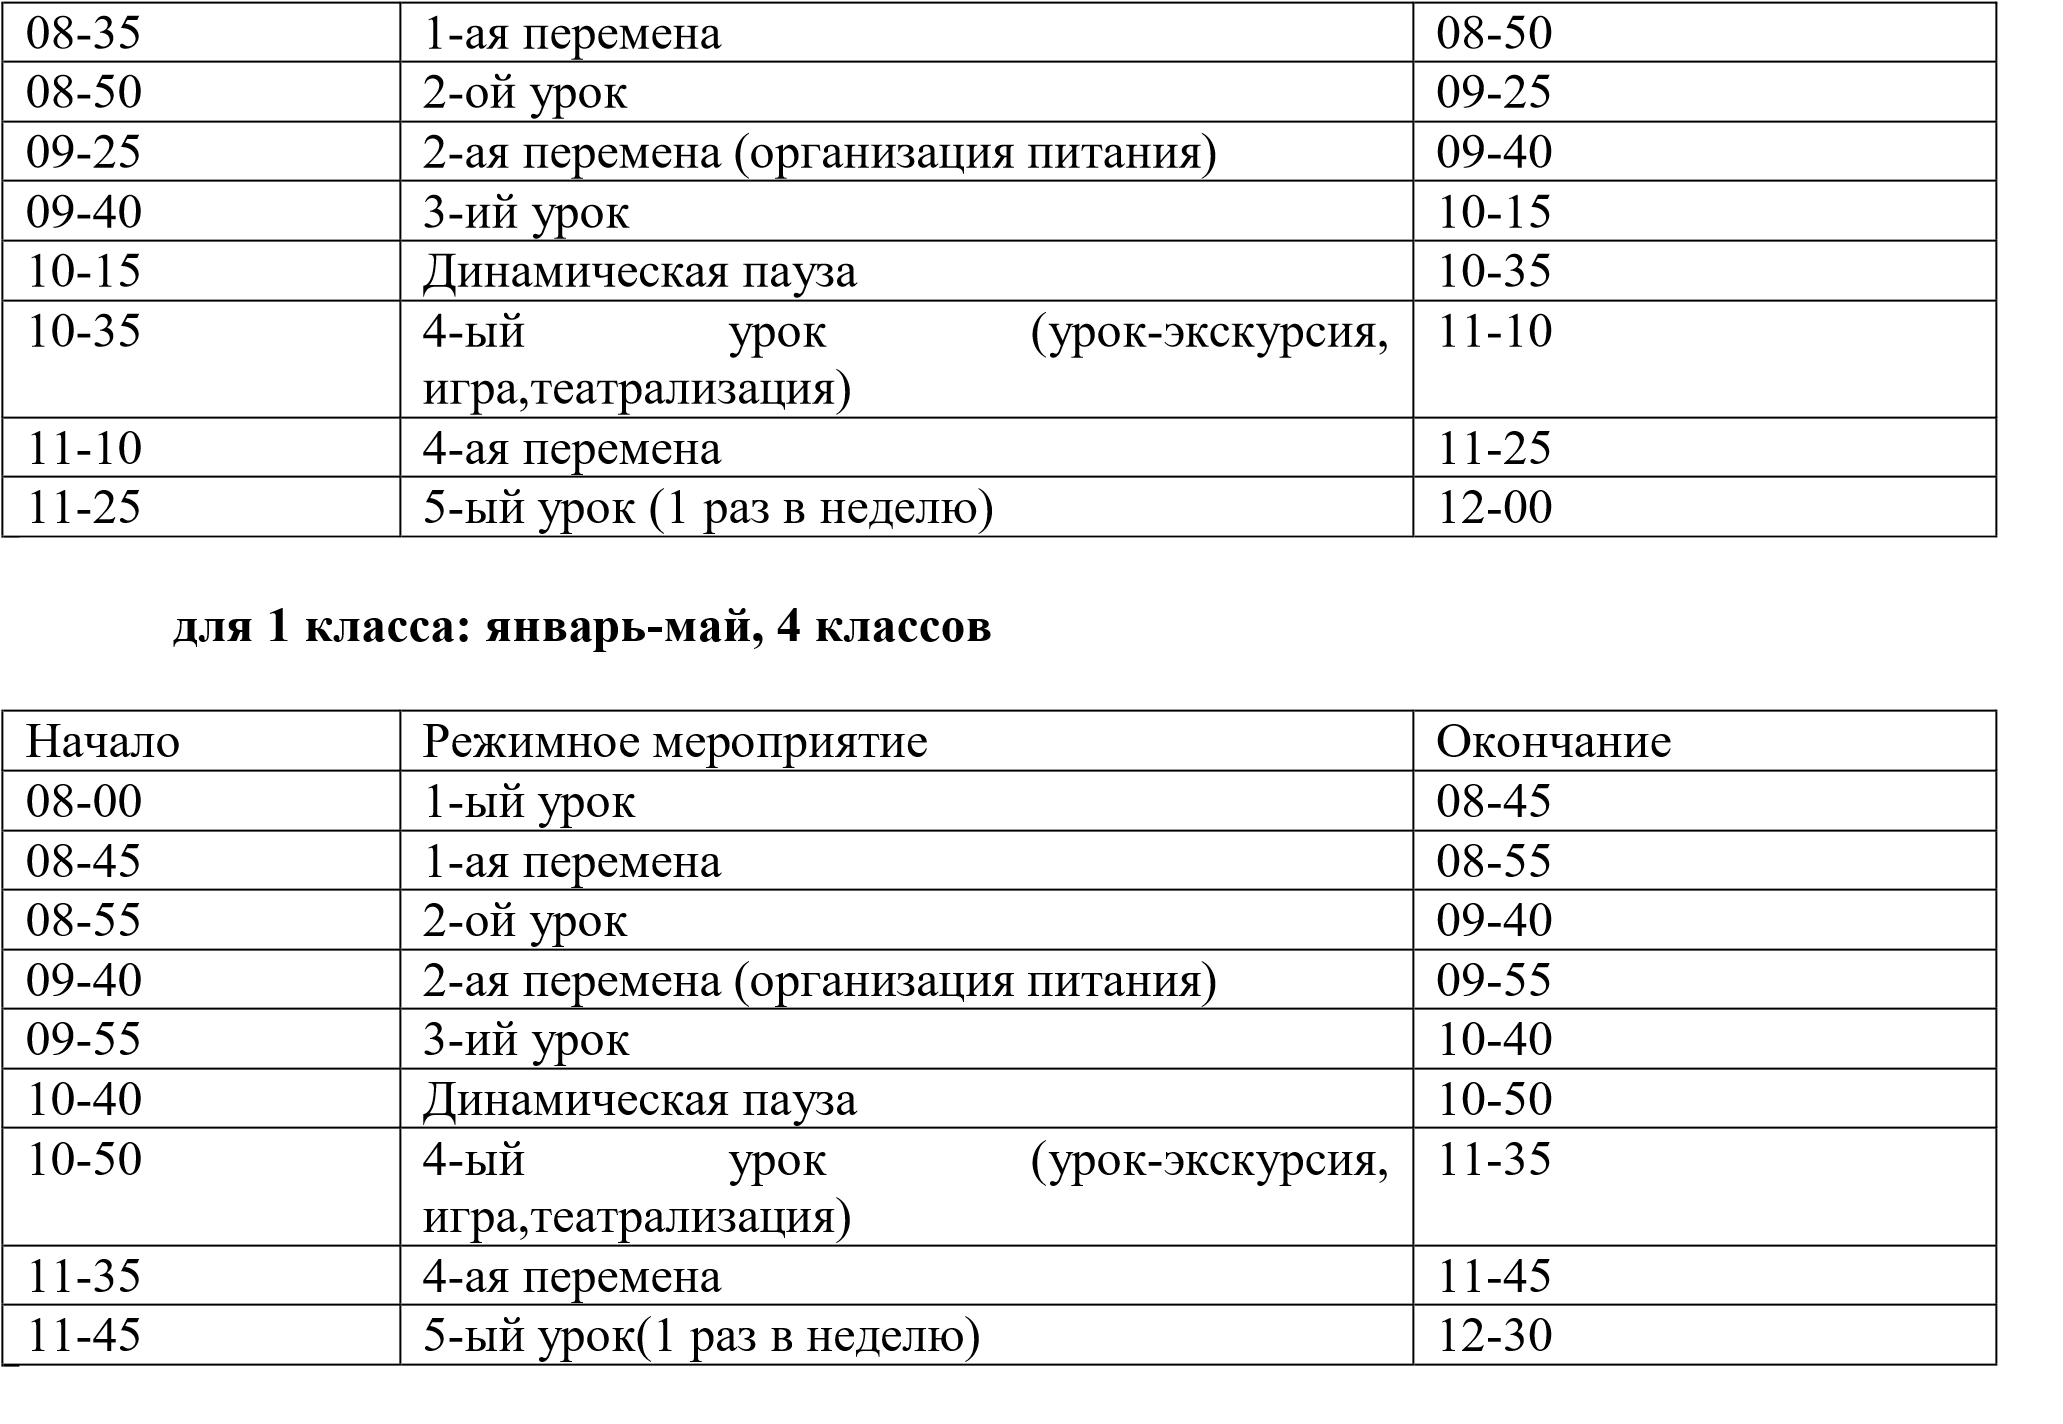 08-35 1-ая перемена 08-50
08-50 2-ой урок 09-25
09-25 2-ая перемена (организация питания) 09-40
09-40 3-ий урок 10-15
10-15 Динамическая пауза 10-35
10-35 4-ый урок (урок-экскурсия, 11-10
игра,театрализация)
11-10 4-ая перемена 11-25
11-25 5-ый урок (1 раз в неделю) 12-00
для 1 класса: январь-май, 4 классов
Начало Режимное мероприятие Окончание
08-00 1-ый урок 08-45
08-45 1-ая перемена 08-55
08-55 2-ой урок 09-40
09-40 2-ая перемена (организация питания) 09-55
09-55 3-ий урок 10-40
10-40 Динамическая пауза 10-50
10-50 4-ый урок (урок-экскурсия, 11-35
игра,театрализация)
11-35 4-ая перемена 11-45
11-45 5-ый урок(1 раз в неделю) 12-30